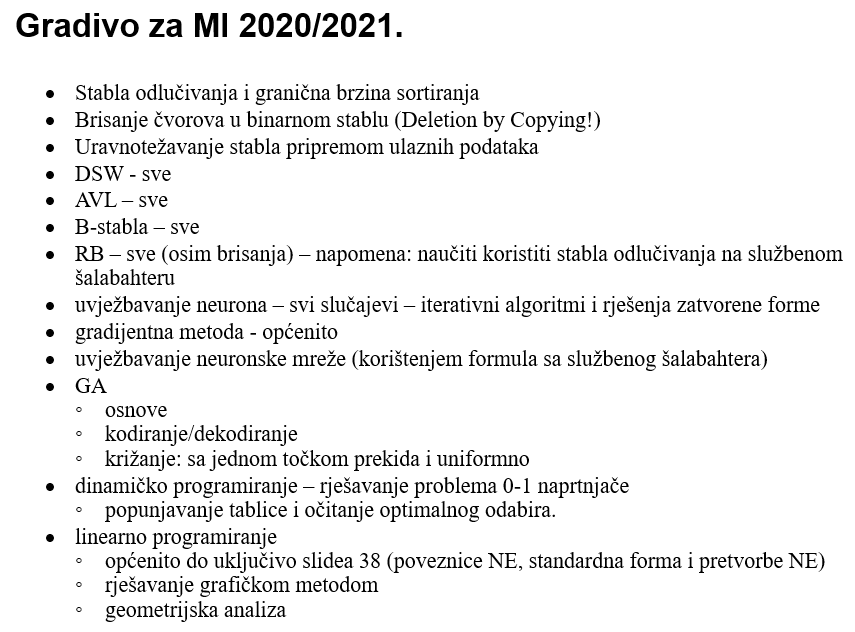 Gradivo za MI 2020/2021.
• Stabla odlučivanja i granična brzina sortiranja
• Brisanje čvorova u binarnom stablu (Deletion by Copying!)
• Uravnotežavanje stabla pripremom ulaznih podataka
• DSW - sve
• AVL – sve
• B-stabla – sve
• RB – sve (osim brisanja) – napomena: naučiti koristiti stabla odlučivanja na službenom
šalabahteru
• uvježbavanje neurona – svi slučajevi – iterativni algoritmi i rješenja zatvorene forme
• gradijentna metoda - općenito
• uvježbavanje neuronske mreže (korištenjem formula sa službenog šalabahtera)
• GA
◦ osnove
◦ kodiranje/dekodiranje
◦ križanje: sa jednom točkom prekida i uniformno
• dinamičko programiranje – rješavanje problema 0-1 naprtnjače
◦ popunjavanje tablice i očitanje optimalnog odabira.
• linearno programiranje
◦ općenito do uključivo slidea 38 (poveznice NE, standardna forma i pretvorbe NE)
◦ rješavanje grafičkom metodom
◦ geometrijska analiza